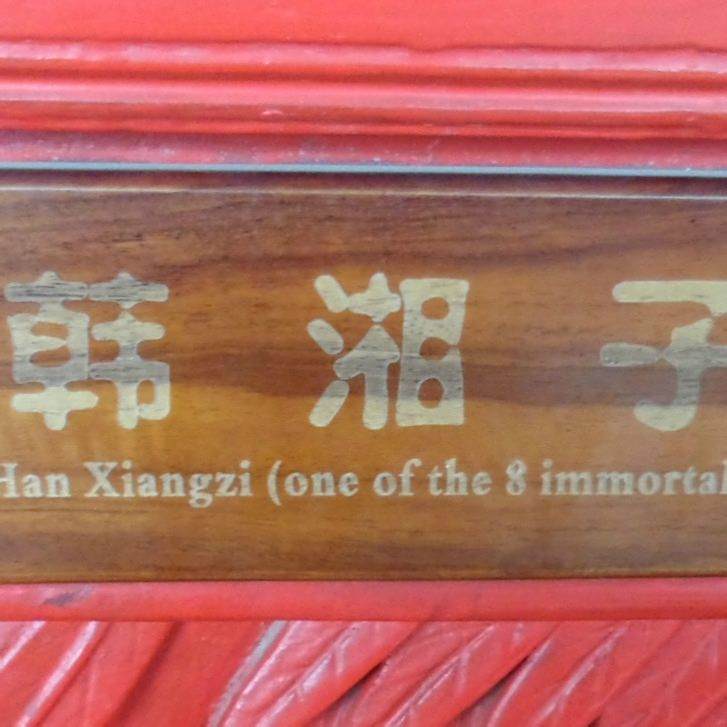 韩湘子
Han Xiangzi (one of the 8 immortal